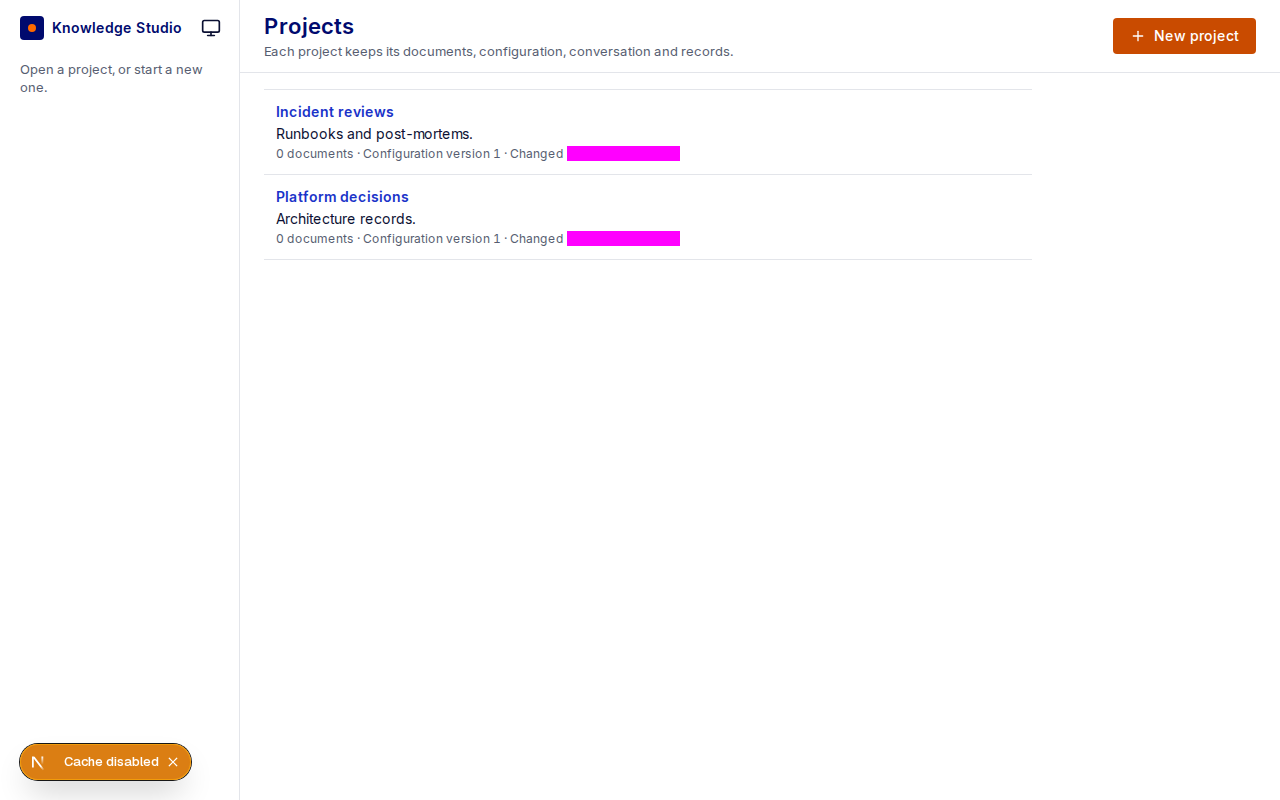 Knowledge Studio
Open a project, or start a new
one.
Projects
Each project keeps its documents, configuration, conversation and records.
New project
Incident reviews
Runbooks and post-mortems.
0 documents · Configuration version 1 · Changed
Platform decisions
Architecture records.
0 documents · Configuration version 1 · Changed
Cache disabled